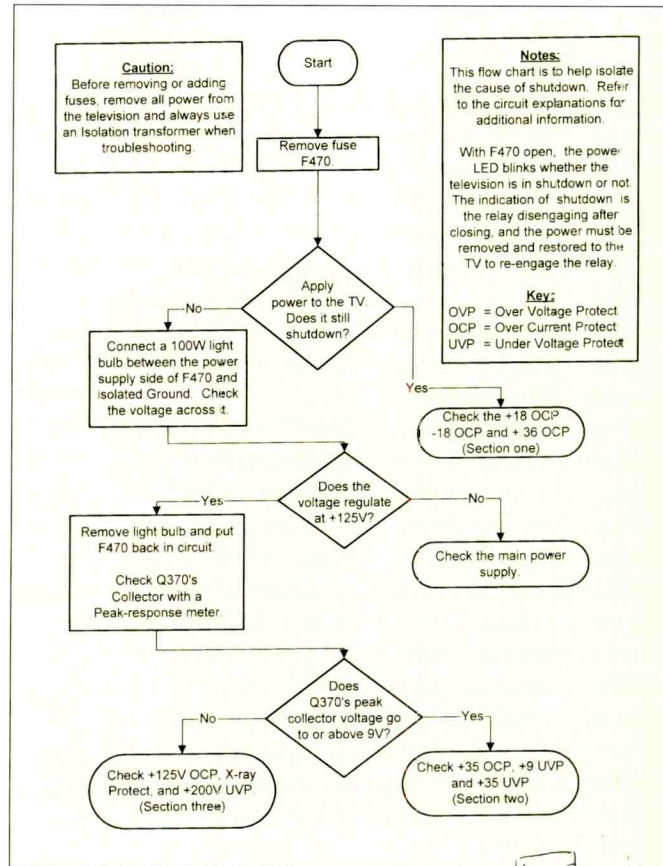 Caution:
Before removing or adding
fuses, remove all power from
the television and always use
an Isolation transformer when
troubleshooting.
Start
Notes:
This flow chart is to help isolate
the cause of shutdown. Refer
to the circuit explanations for
additional information.
With F470 open, the power
LED blinks whether the
television is in shutdown or not.
The indication of shutdown is
the relay disengaging after
closing, and the power must be
removed and restored to the
TV to re-engage the relay.
Key:
OVP = Over Voltage Protect
OCP = Over Current Protect
UVP = Under Voltage Protect
Remove fuse
F470.
Apply
power to the TV.
Does it still
shutdown?
No
Connect a 100W light
bulb between the power
supply side of F470 and
isolated Ground. Check
the voltage across it.
Yes
Check the +18 OCP
-18 OCP and + 36 OCP
(Section one)
Does the
voltage regulate
at +125V?
Yes
No
Remove light bulb and put
F470 back in circuit.
Check Q370's
Collector with a
Peak-response meter.
Check the main power
supply.
Does
Q370's peak
collector voltage go
to or above 9V?
No
Yes
Check +125V OCP, X-ray
Protect, and +200V UVP.
(Section three)
Check +35 OCP, +9 UVP
and +35 UVP
(Section two)